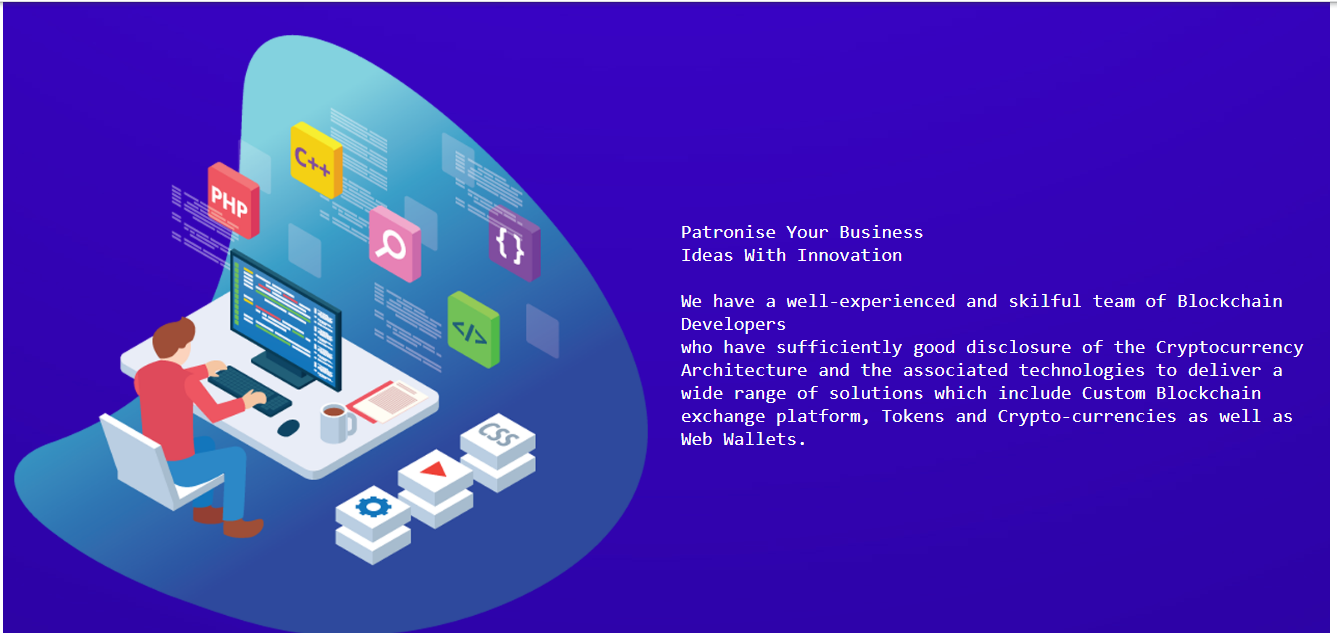 C++
PHP
{}
</>
CSS
Patronise Your Business
Ideas With Innovation
We have a well-experienced and skilful team of Blockchain
Developers
who have sufficiently good disclosure of the Cryptocurrency
Architecture and the associated technologies to deliver a
wide range of solutions which include Custom Blockchain
exchange platform, Tokens and Crypto-currencies as well as
Web Wallets.